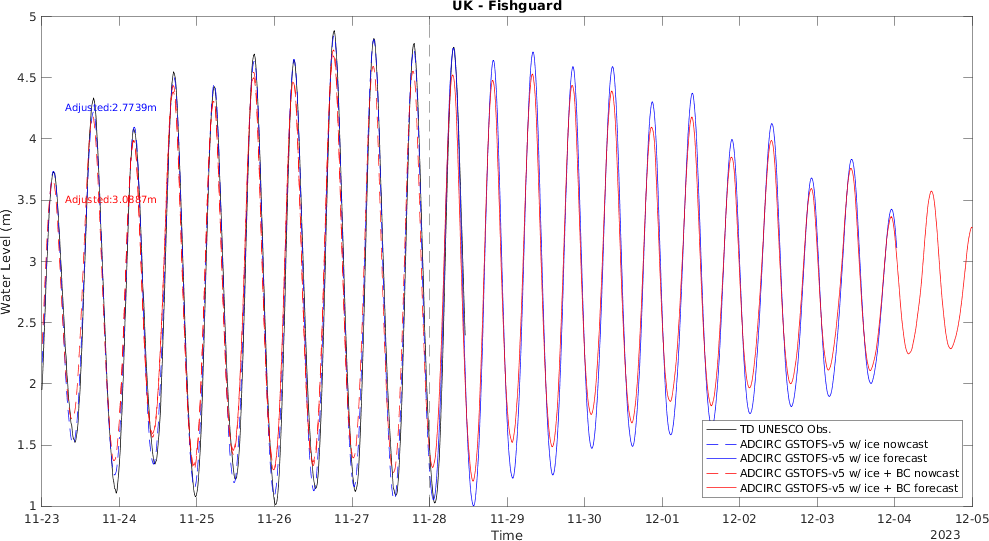 UK - Fishguard
5
4.5
4
3.5
3
2.5
2
1.5
1
Water Level (m)
Adjusted:2.7739m
Adjusted:3.0887m
TD UNESCO Obs.
ADCIRC GSTOFS-v5 w/ ice nowcast
ADCIRC GSTOFS-v5 w/ ice forecast
ADCIRC GSTOFS-v5 w/ ice + BC nowcast
ADCIRC GSTOFS-v5 w/ ice + BC forecast
11-23 11-24 11-25 11-26 11-27 11-28 11-29 11-30 12-01 12-02 12-03 12-04 12-05
Time
2023